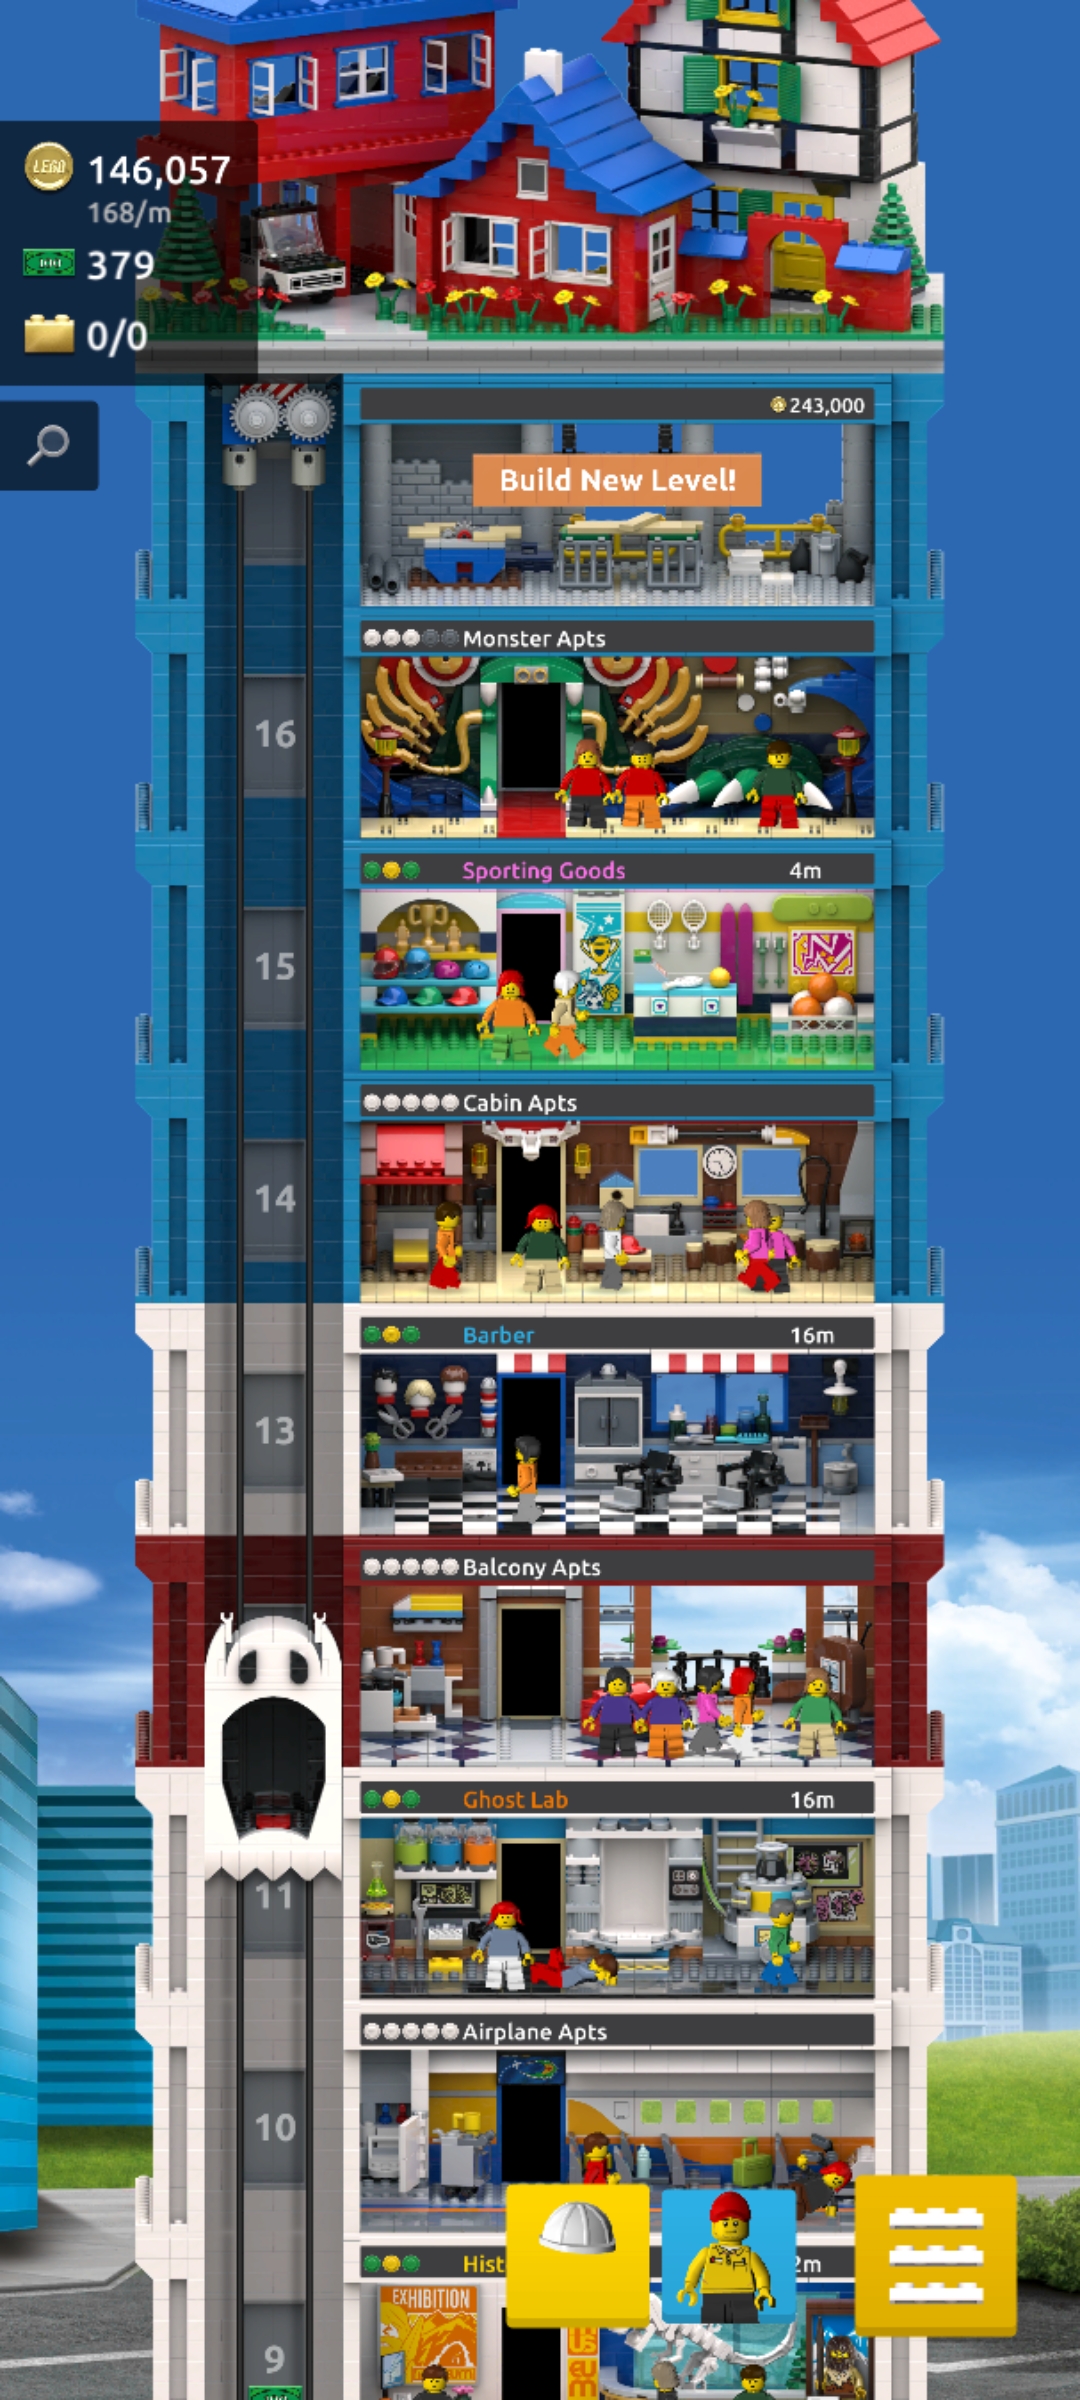 LEGO
146,057
168/m
379
0/0
243,000
Build New Level!
Monster Apts
16
Sporting Goods 4m
15
Cabin Apts
14
Barber 16m
13
Balcony Apts
Ghost Lab 16m
11
Airplane Apts
10
Hist 2m
EXHIBITION
9